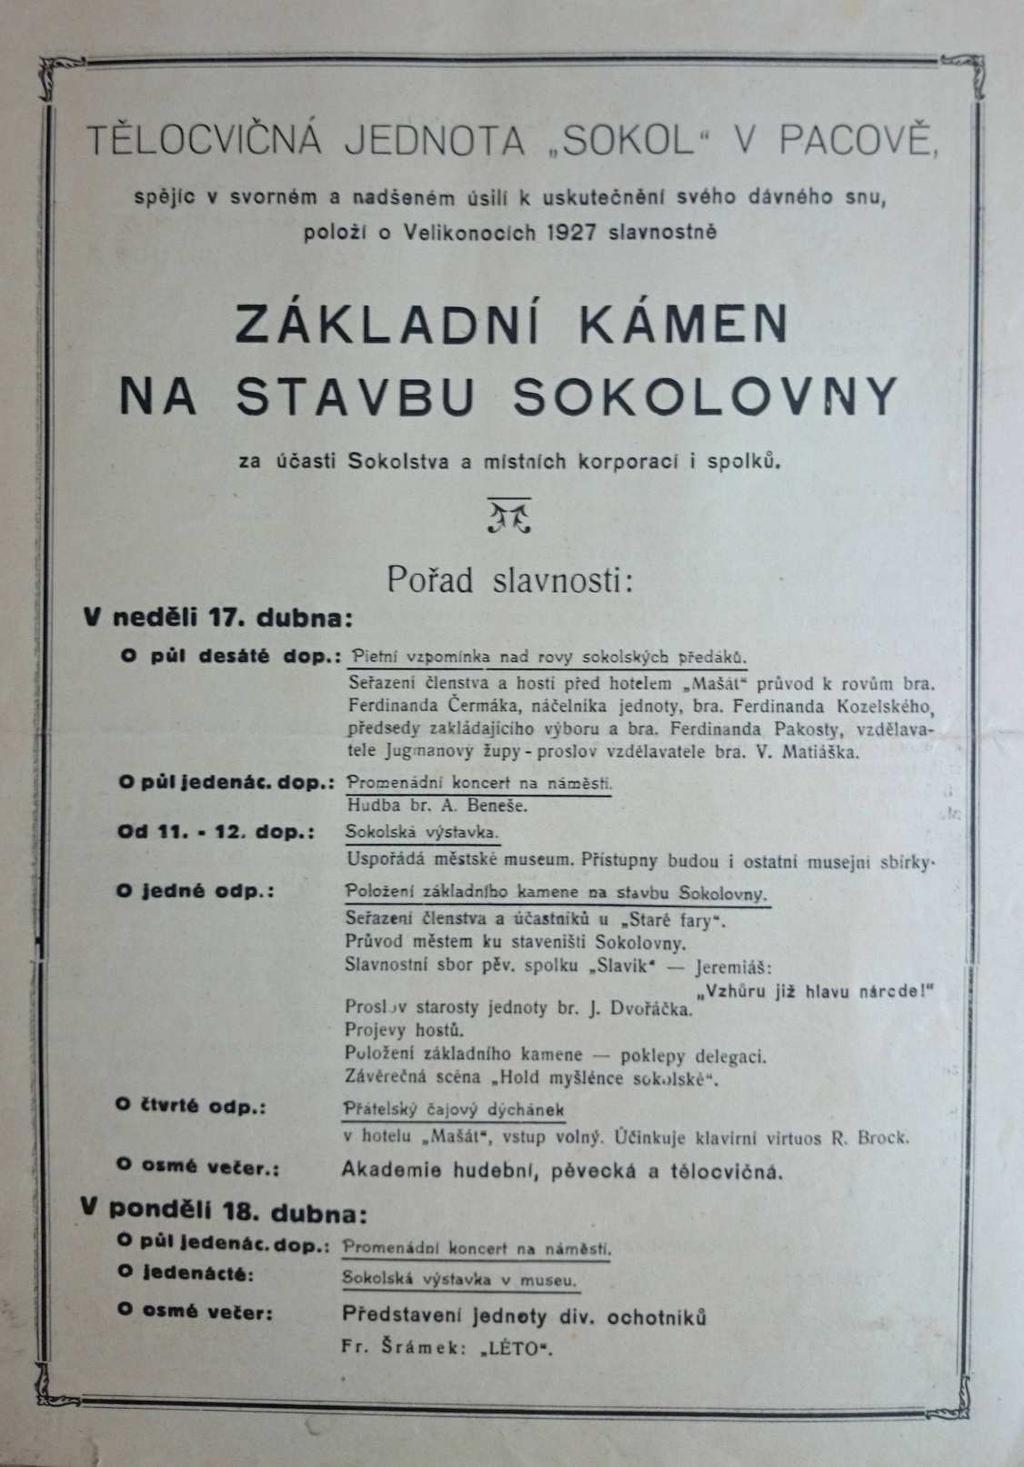 TĚLOCVIČNÁ JEDNOTA „SOKOL“ V PACOVĚ,
spějíc v svorném a nadšeném úsilí k uskutečnění svého dávného snu,
položí o Velikonocích 1927 slavnostně
ZÁKLADNÍ KÁMEN
NA STAVBU SOKOLOVNY
za účasti Sokolstva a místních korporací i spolků.
Pořad slavnosti:
V neděli 17. dubna:
O půl desáté dop.: Pietní vzpomínka nad rovy sokolských předáků.
Seřazení členstva a hostí před hotelem „Mašát“ průvod k rovům bra.
Ferdinanda Čermáka, náčelníka jednoty, bra. Ferdinanda Kozelského,
předsedy zakládajícího výboru a bra. Ferdinanda Pakosty, vzdělava-
tele Jugmanovy župy - proslov vzdělavatele bra. V. Matiáška.
O půl jedenác. dop.: Promenádní koncert na náměstí.
Hudba br. A. Beneše.
Od 11. - 12. dop.: Sokolská výstavka.
Uspořádá městské museum. Přístupny budou i ostatní musejní sbírky.
O jedné odp.: Položení základního kamene na stavbu Sokolovny.
Seřazení členstva a účastníků u „Staré fary“.
Průvod městem ku staveništi Sokolovny.
Slavnostní sbor pěv. spolku „Slavík“ — Jeremiáš:
„Vzhůru již hlavu národe!“
Proslov starosty jednoty br. J. Dvořáčka.
Projevy hostů.
Položení základního kamene — poklepy delegací.
Závěrečná scéna „Hold myšlénce sokolské“.
O čtvrté odp.: Přátelský čajový dýchánek
v hotelu „Mašát“, vstup volný. Účinkuje klavírní virtuos R. Brock.
O osmé večer.: Akademie hudební, pěvecká a tělocvičná.
V pondělí 18. dubna:
O půl jedenác. dop.: Promenádní koncert na náměstí.
O jedenácté: Sokolská výstavka v museu.
O osmé večer: Představení jednoty div. ochotníků
Fr. Šrámek: „LÉTO“.